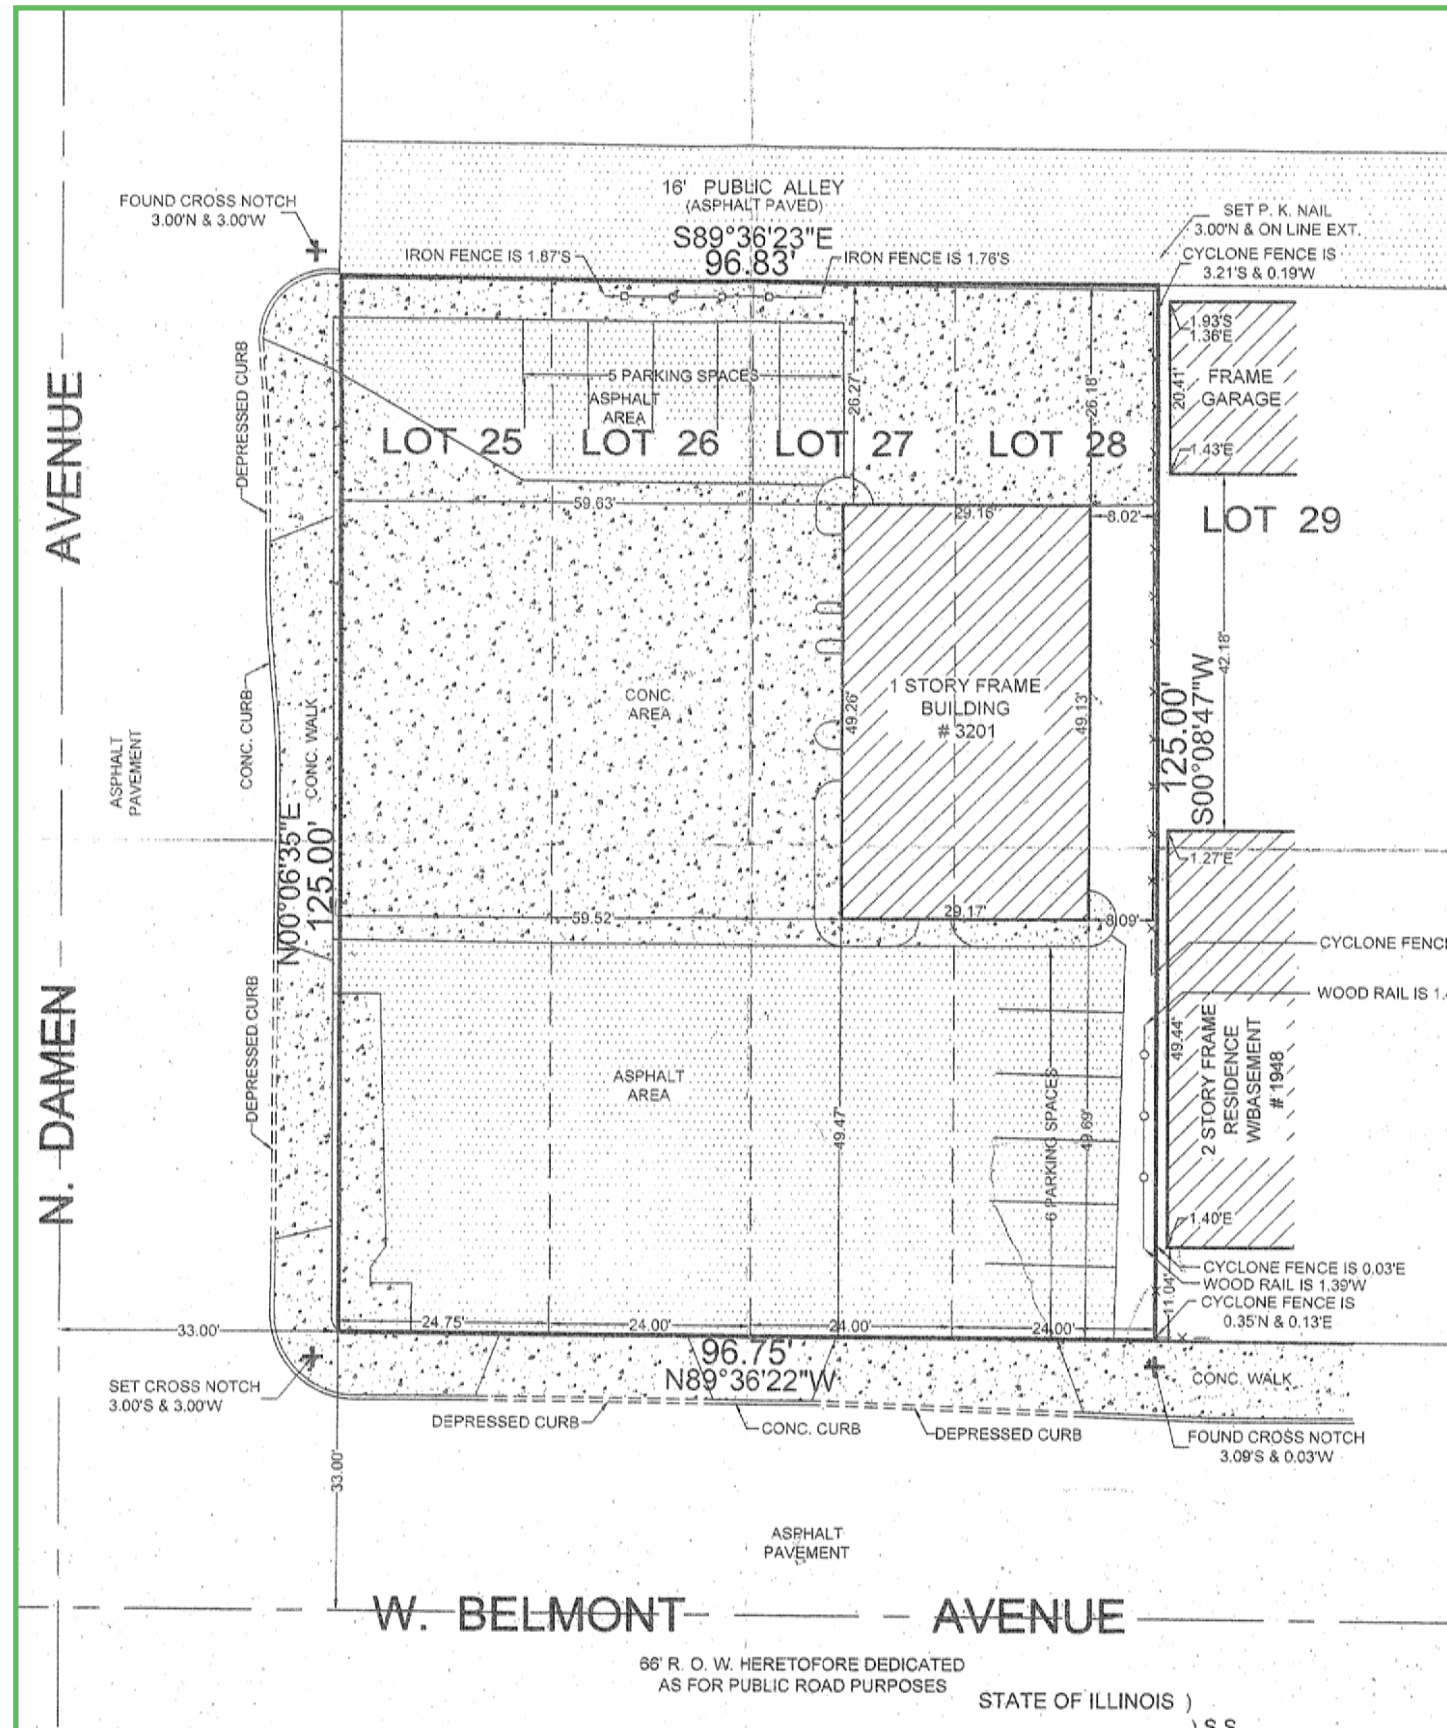 FOUND CROSS NOTCH
3.00'N & 3.00'W
16' PUBLIC ALLEY
(ASPHALT PAVED)
S89°36'23"E
96.83'
IRON FENCE IS 1.87'S
IRON FENCE IS 1.76'S
SET P. K. NAIL
3.00'N & ON LINE EXT.
CYCLONE FENCE IS
3.21'S & 0.19'W
1.93'S
1.36'E
20.41'
FRAME
GARAGE
1.43'E
DEPRESSED CURB
5 PARKING SPACES
ASPHALT
AREA
26.27'
26.18'
LOT 25
LOT 26
LOT 27
LOT 28
59.63'
29.16'
8.02'
LOT 29
N. DAMEN AVENUE
42.18'
CONC.
AREA
1 STORY FRAME
BUILDING
# 3201
49.26'
49.13'
125.00'
S00°08'47"W
ASPHALT
PAVEMENT
CONC. CURB
CONC. WALK
N00°06'35"E
125.00'
1.27'E
59.52'
29.17'
8.09'
CYCLONE FENCE
WOOD RAIL IS 1.
DEPRESSED CURB
ASPHALT
AREA
49.47'
6 PARKING SPACES
49.69'
49.44'
2 STORY FRAME
RESIDENCE
W/BASEMENT
# 1948
1.40'E
CYCLONE FENCE IS 0.03'E
WOOD RAIL IS 1.39'W
CYCLONE FENCE IS
0.35'N & 0.13'E
11.04'
33.00'
24.75'
24.00'
24.00'
24.00'
96.75'
N89°36'22"W
SET CROSS NOTCH
3.00'S & 3.00'W
CONC. WALK
DEPRESSED CURB
CONC. CURB
DEPRESSED CURB
FOUND CROSS NOTCH
3.09'S & 0.03'W
33.00'
ASPHALT
PAVEMENT
W. BELMONT AVENUE
66' R. O. W. HERETOFORE DEDICATED
AS FOR PUBLIC ROAD PURPOSES
STATE OF ILLINOIS )